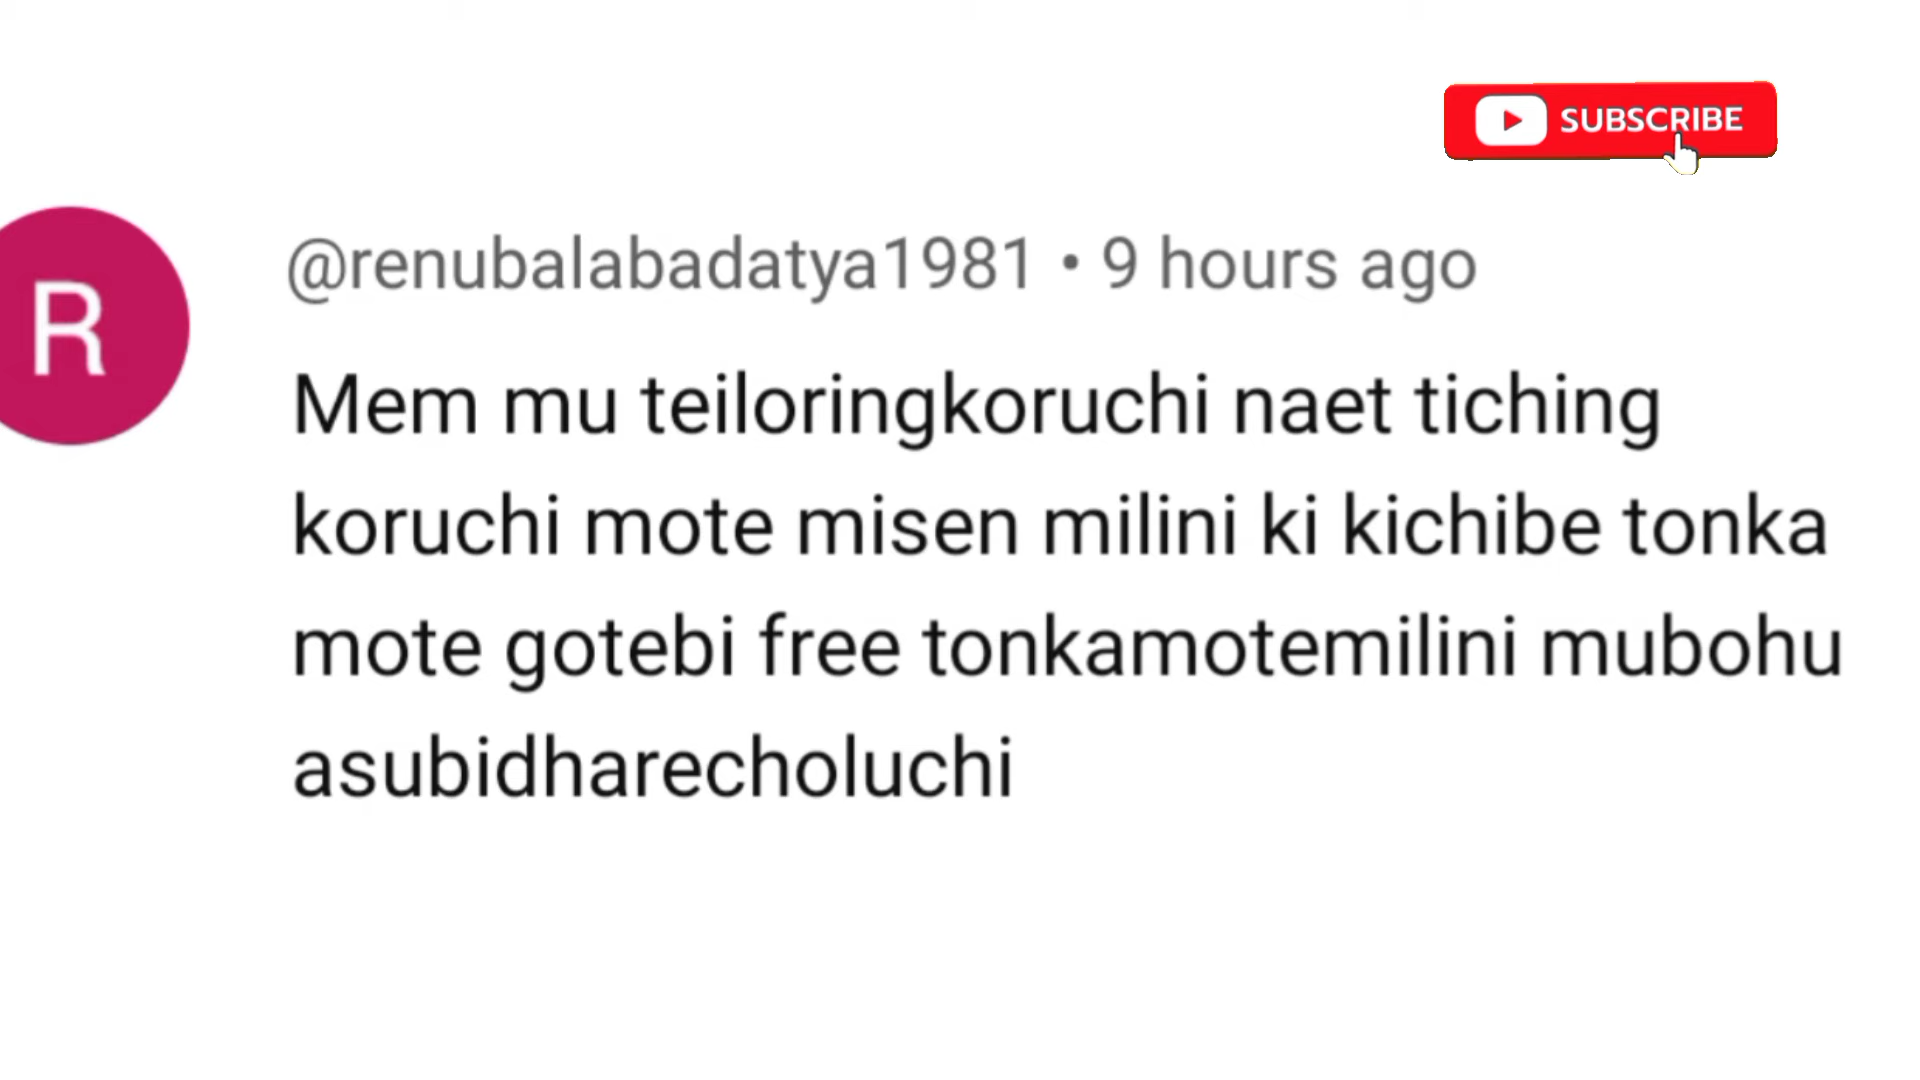 SUBSCRIBE
R
@renubalabadatya1981 • 9 hours ago
Mem mu teiloringkoruchi naet tiching
koruchi mote misen milini ki kichibe tonka
mote gotebi free tonkamotemilini mubohu
asubidharecholuchi